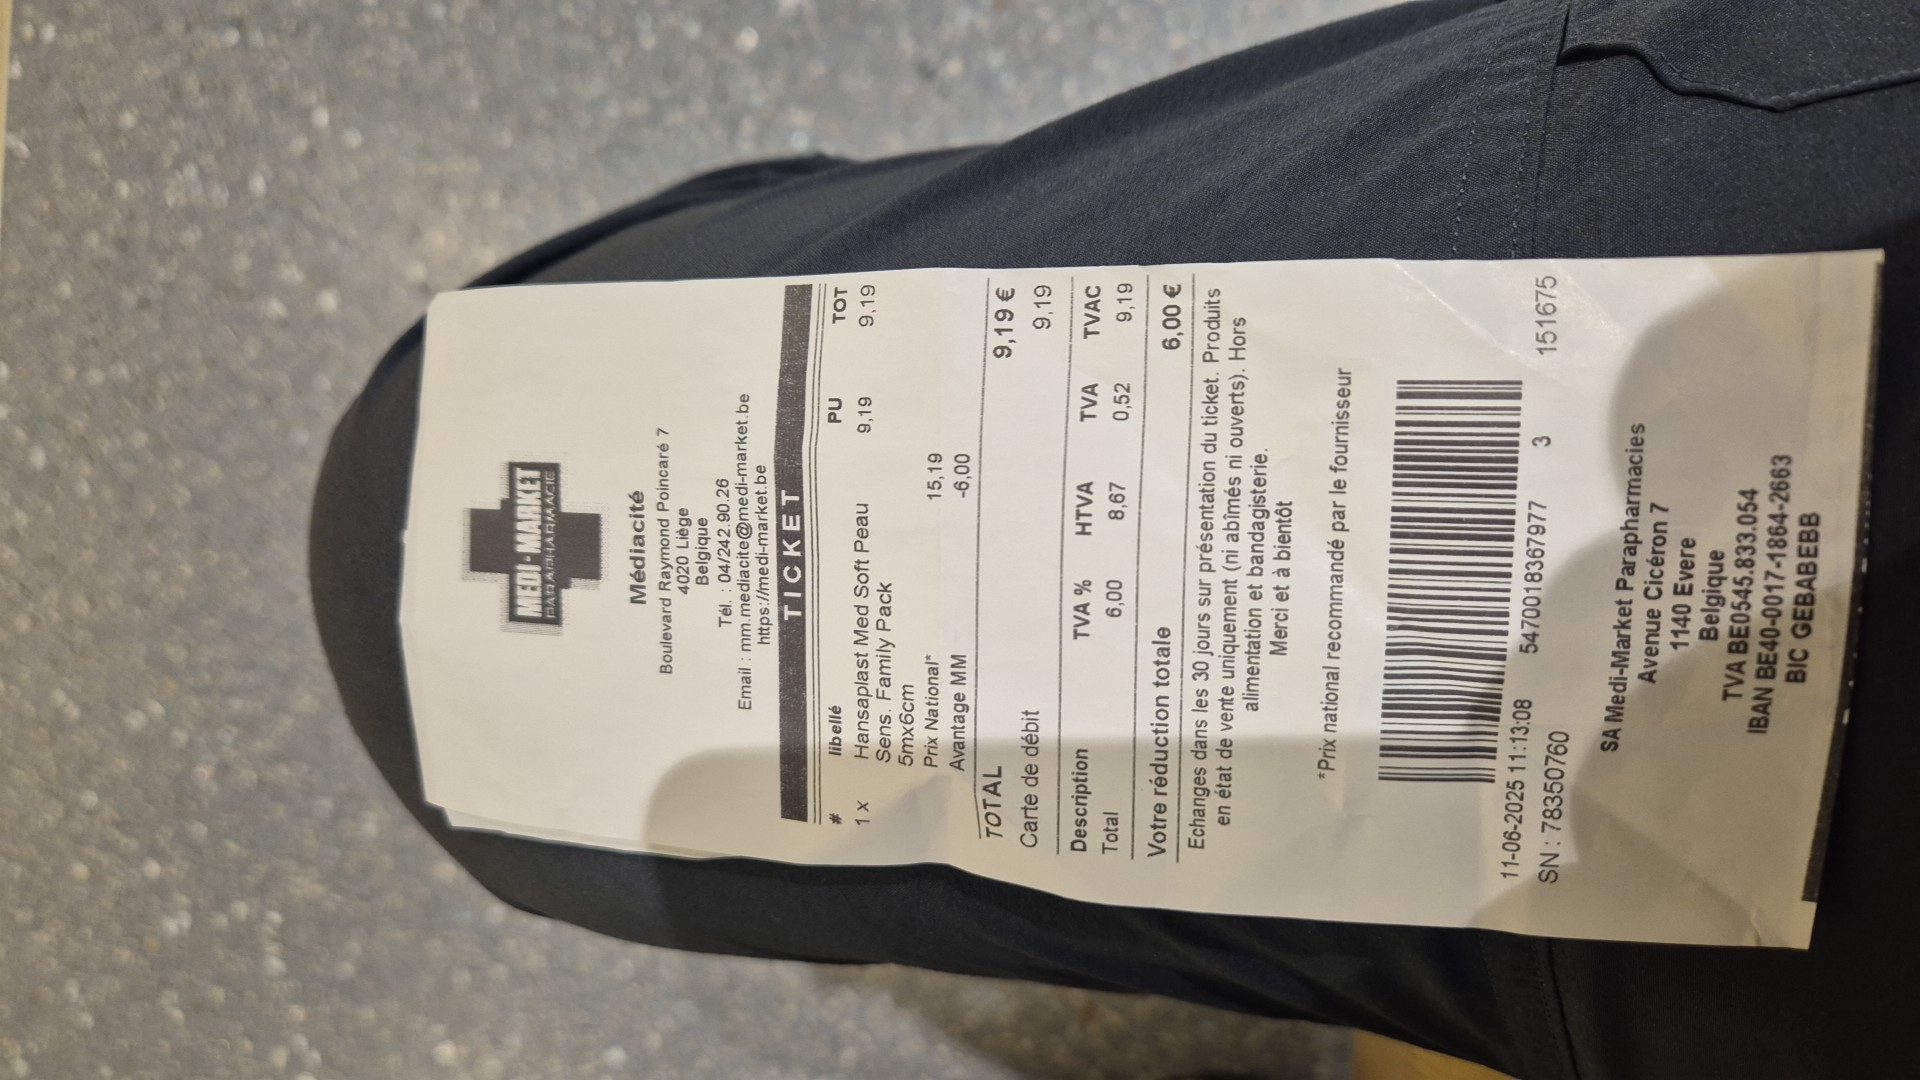 MEDI-MARKET
PARAPHARMACIE
Médiacité
Boulevard Raymond Poincaré 7
4020 Liège
Belgique
Tél. : 04/242.90.26
Email : mm.mediacite@medi-market.be
https://medi-market.be
TICKET
# libellé PU TOT
1 x Hansaplast Med Soft Peau 9,19 9,19
Sens. Family Pack
5mx6cm
Prix National* 15,19
Avantage MM -6,00
TOTAL 9,19 €
Carte de débit 9,19
Description TVA % HTVA TVA TVAC
Total 6,00 8,67 0,52 9,19
Votre réduction totale 6,00 €
Echanges dans les 30 jours sur présentation du ticket. Produits
en état de vente uniquement (ni abîmés ni ouverts). Hors
alimentation et bandagisterie.
Merci et à bientôt
*Prix national recommandé par le fournisseur
11-06-2025 11:13:08 5470018367977 3 151675
SN : 78350760
SA Medi-Market Parapharmacies
Avenue Cicéron 7
1140 Evere
Belgique
TVA BE0545.833.054
IBAN BE40-0017-1864-2663
BIC GEBABEBB